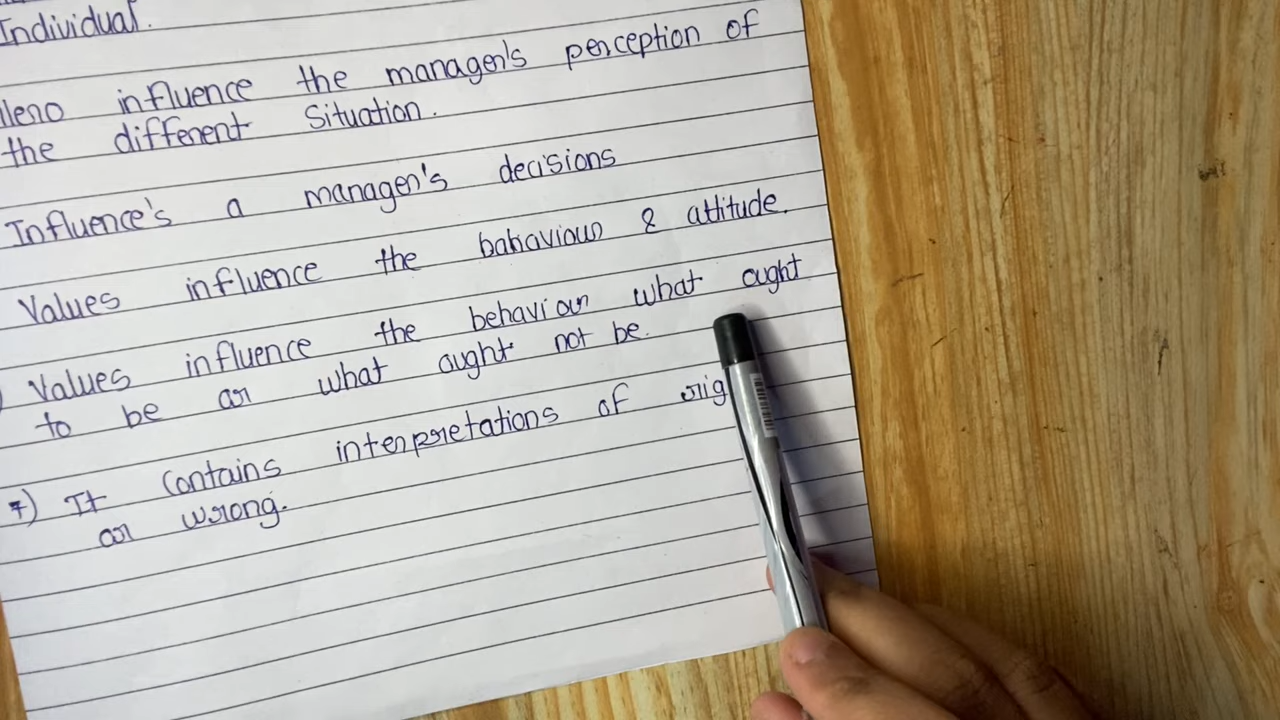 Individual.
influence the manager's perception of
the different Situation.
Influence's a manager's decisions
Values influence the bahaviour & attitude.
) Values influence the behaviour what ought
to be or what ought not be.
7) It Contains interpretations of rig
or wrong.